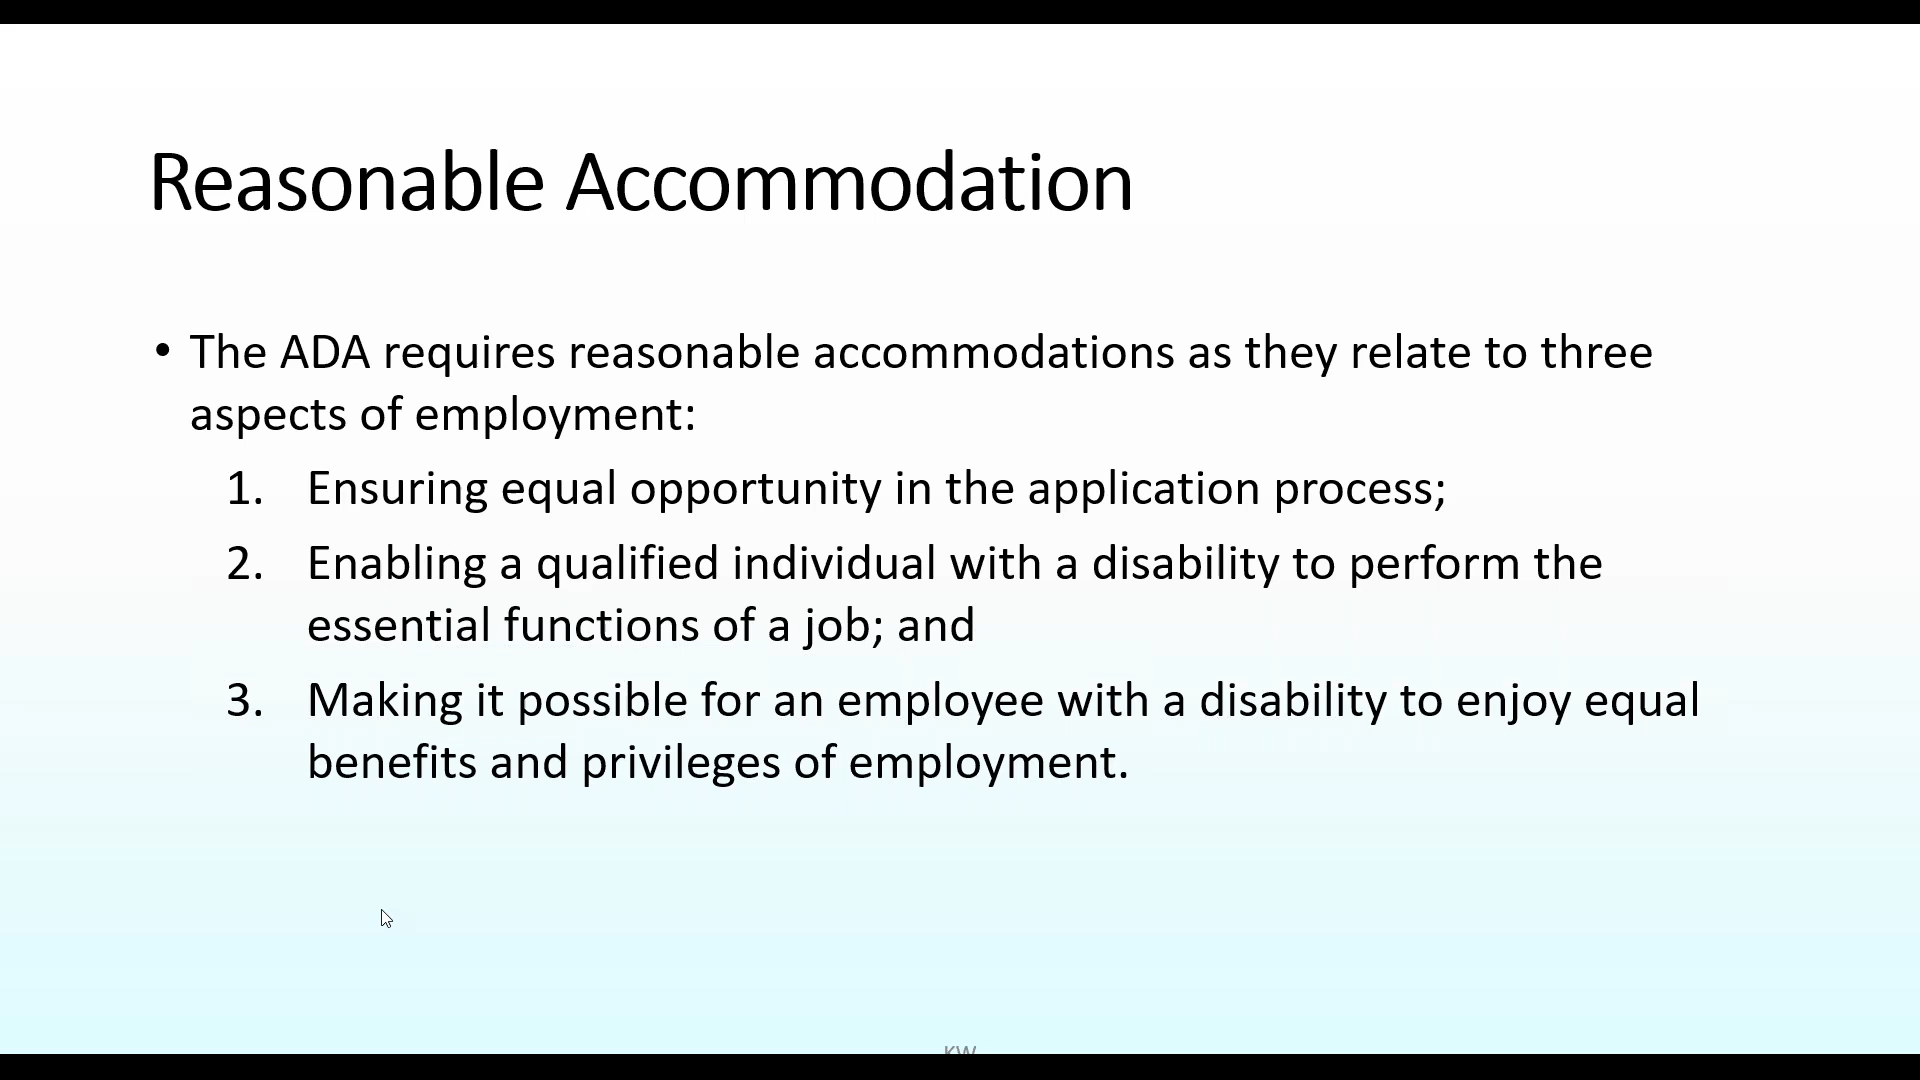 Reasonable Accommodation
• The ADA requires reasonable accommodations as they relate to three
aspects of employment:
1. Ensuring equal opportunity in the application process;
2. Enabling a qualified individual with a disability to perform the
essential functions of a job; and
3. Making it possible for an employee with a disability to enjoy equal
benefits and privileges of employment.
KW